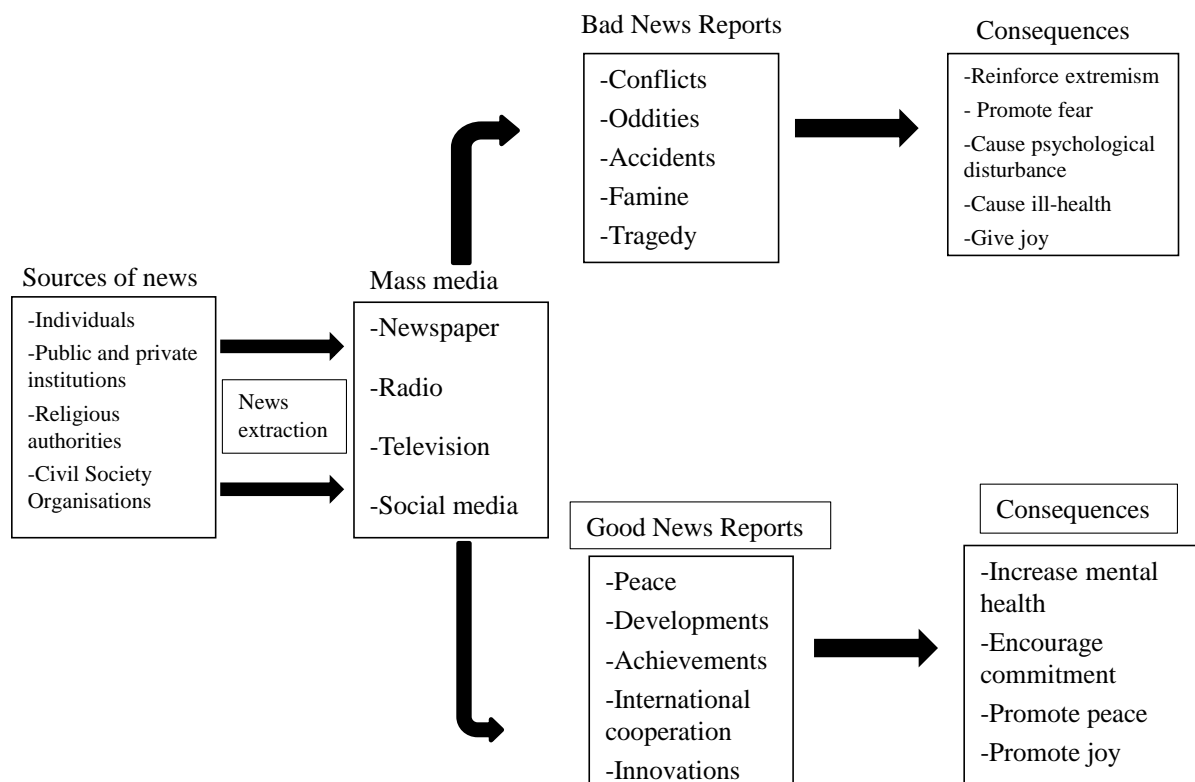 Sources of news
-Individuals
-Public and private
institutions
-Religious
authorities
-Civil Society
Organisations
News
extraction
Mass media
-Newspaper
-Radio
-Television
-Social media
Bad News Reports
-Conflicts
-Oddities
-Accidents
-Famine
-Tragedy
Consequences
-Reinforce extremism
- Promote fear
-Cause psychological
disturbance
-Cause ill-health
-Give joy
Good News Reports
-Peace
-Developments
-Achievements
-International
cooperation
-Innovations
Consequences
-Increase mental
health
-Encourage
commitment
-Promote peace
-Promote joy